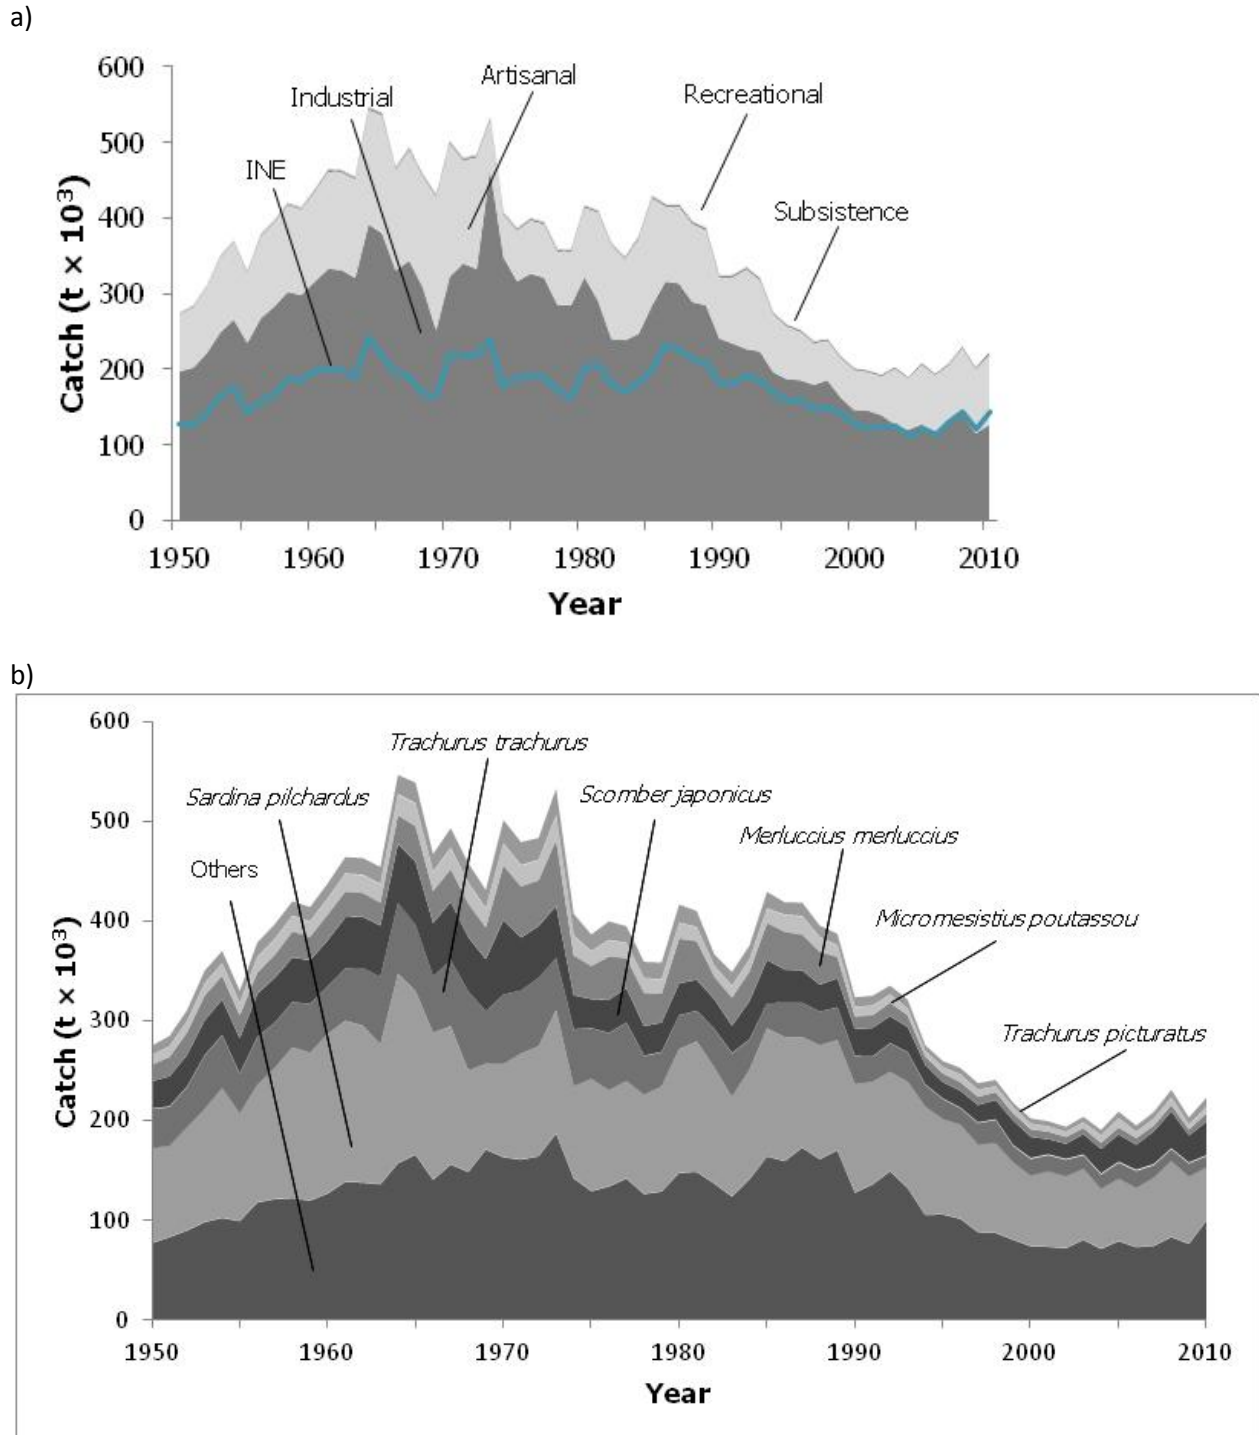 a)
600
Artisanal
Industrial
Recreational
500
INE
400
Subsistence
300
200
100
0
Catch (t × 10³)
1950 1960 1970 1980 1990 2000 2010
Year
b)
600
Trachurus trachurus
Sardina pilchardus
Scomber japonicus
500
Merluccius merluccius
Others
400
Micromesistius poutassou
300
Trachurus picturatus
200
100
0
Catch (t × 10³)
1950 1960 1970 1980 1990 2000 2010
Year